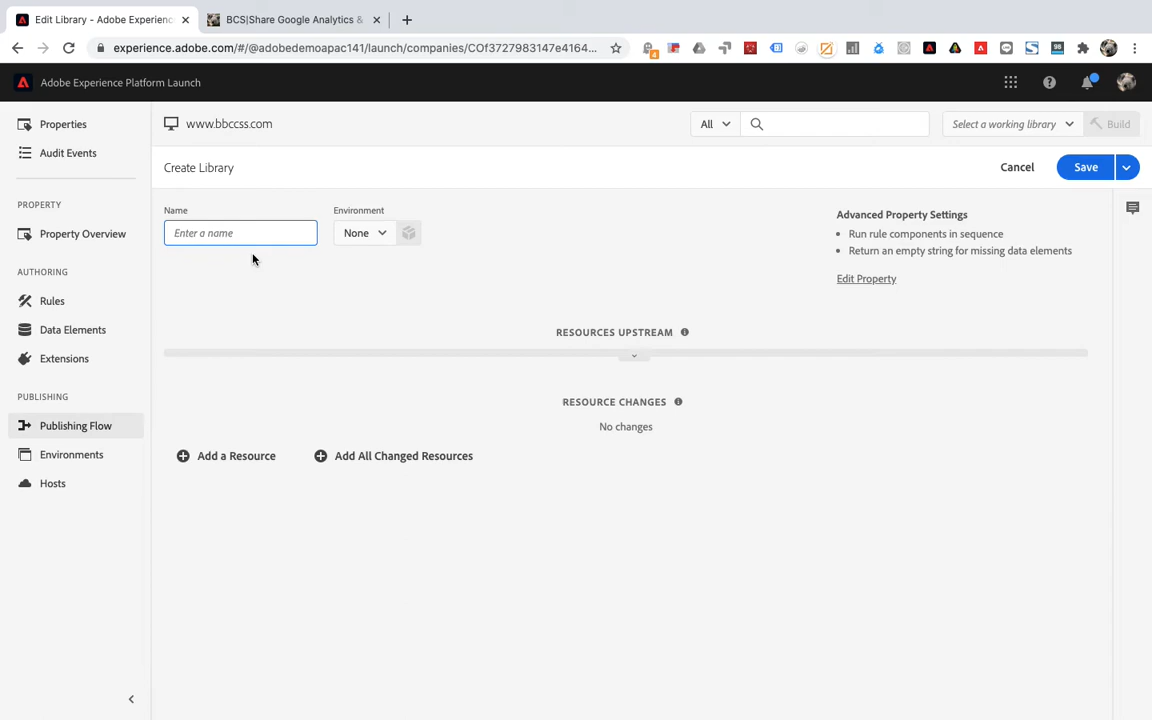 Edit Library - Adobe Experienc
BCS|Share Google Analytics &
experience.adobe.com/#/@adobedemoapac141/launch/companies/COf3727983147e4164...
4
98
Adobe Experience Platform Launch
Properties
Audit Events
PROPERTY
Property Overview
AUTHORING
Rules
Data Elements
Extensions
PUBLISHING
Publishing Flow
Environments
Hosts
www.bbccss.com
All
Select a working library
Build
Create Library
Cancel
Save
Name
Enter a name
Environment
None
Advanced Property Settings
• Run rule components in sequence
• Return an empty string for missing data elements
Edit Property
RESOURCES UPSTREAM
RESOURCE CHANGES
No changes
Add a Resource
Add All Changed Resources